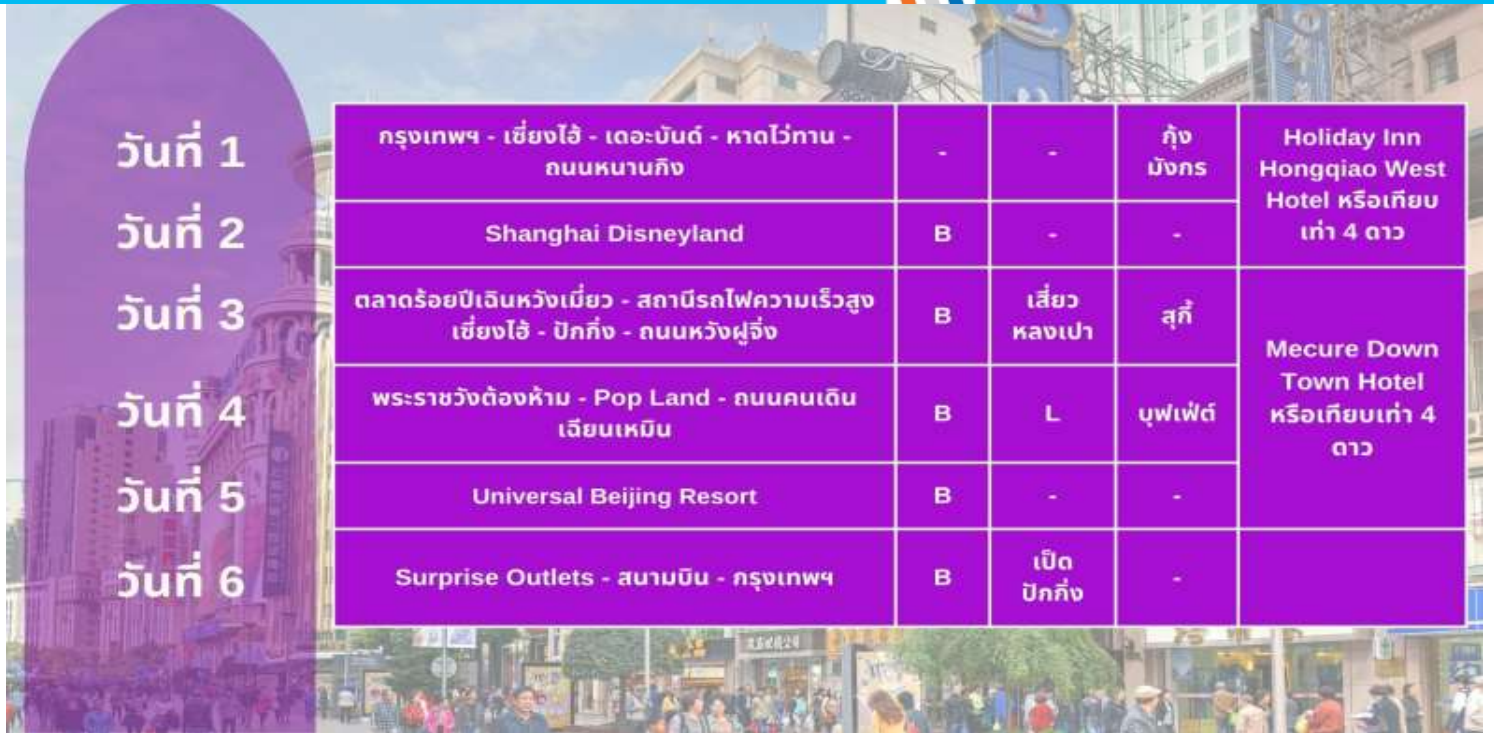 วันที่ 1
กรุงเทพฯ - เซี่ยงไฮ้ - เดอะบันด์ - หาดไว่ทาน -
ถนนหนานกิง
-
-
กุ้ง
มังกร
Holiday Inn
Hongqiao West
Hotel หรือเทียบ
เท่า 4 ดาว
วันที่ 2
Shanghai Disneyland
B
-
-
วันที่ 3
ตลาดร้อยปีเฉินหวังเมี่ยว - สถานีรถไฟความเร็วสูง
เซี่ยงไฮ้ - ปักกิ่ง - ถนนหวังฝูจิ่ง
B
เสี่ยว
หลงเปา
สุกี้
Mecure Down
Town Hotel
หรือเทียบเท่า 4
ดาว
วันที่ 4
พระราชวังต้องห้าม - Pop Land - ถนนคนเดิน
เฉียนเหมิน
B
L
บุฟเฟ่ต์
วันที่ 5
Universal Beijing Resort
B
-
-
วันที่ 6
Surprise Outlets - สนามบิน - กรุงเทพฯ
B
เป็ด
ปักกิ่ง
-